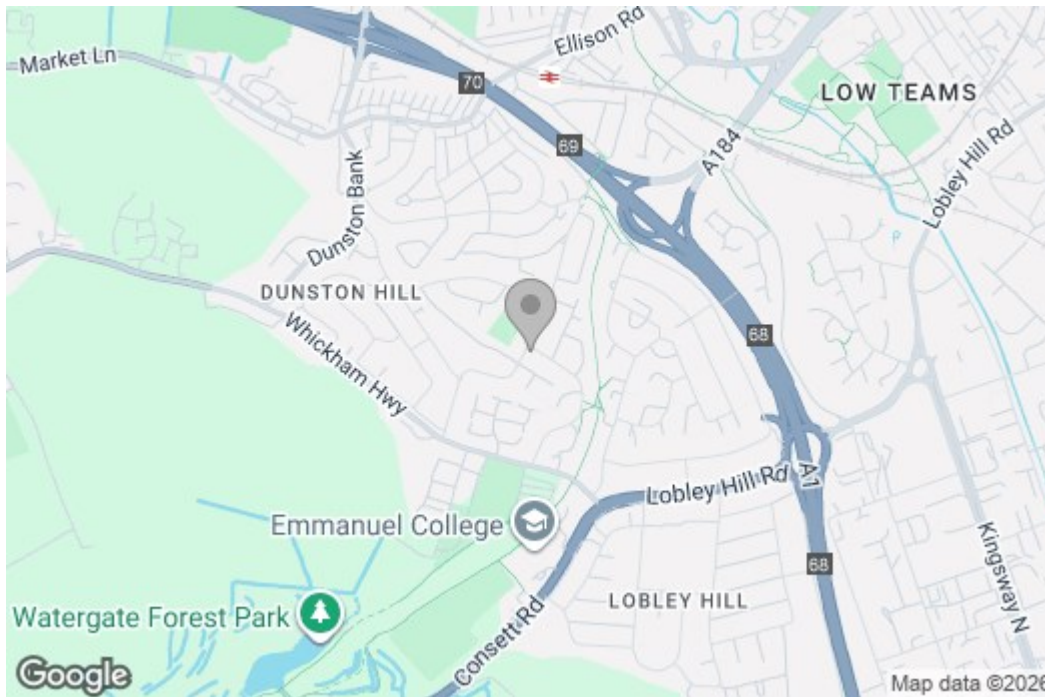 Market Ln
Ellison Rd
70
LOW TEAMS
69
A184
Lobley Hill Rd
Dunston Bank
DUNSTON HILL
Whickham Hwy
68
Lobley Hill Rd
A1
Emmanuel College
68
Kingsway N
LOBLEY HILL
Watergate Forest Park
Consett Rd
Google
Map data ©2026